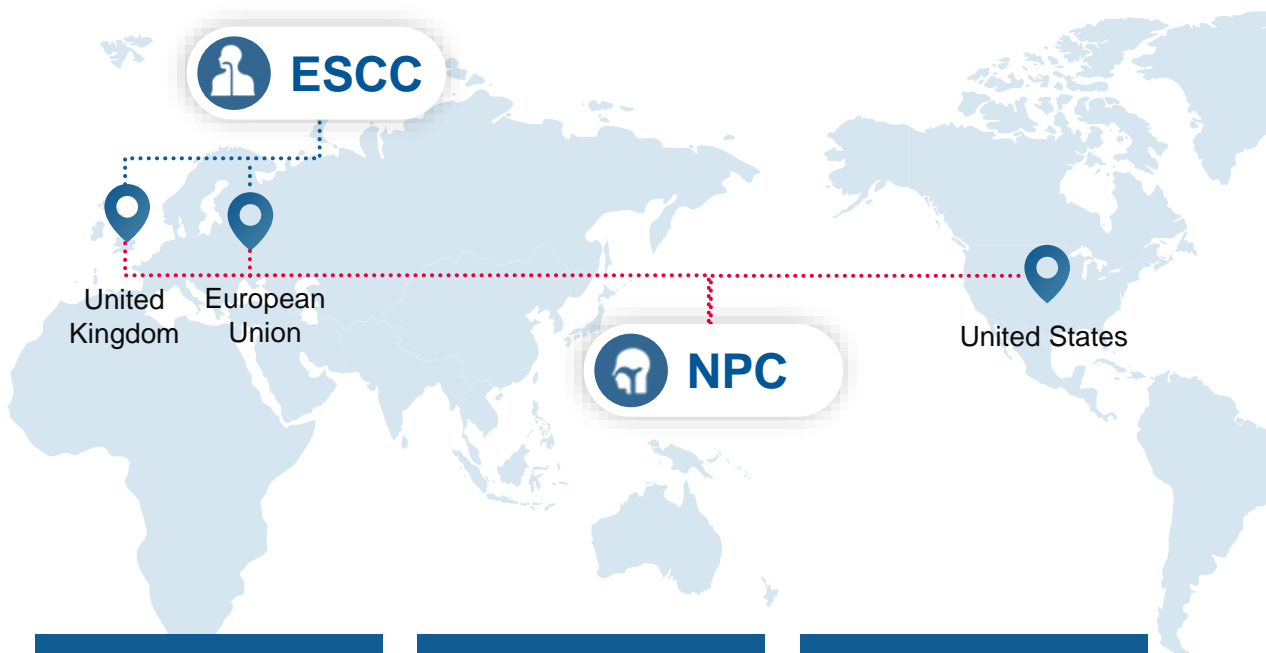 ESCC
United
Kingdom
European
Union
NPC
United States